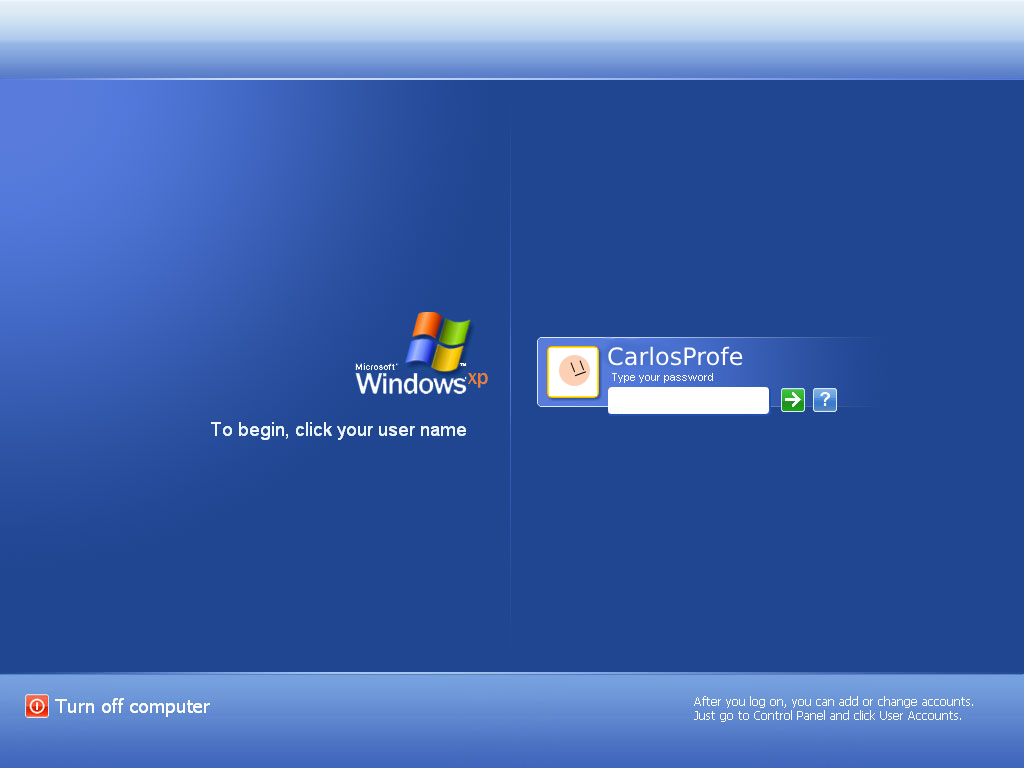 Microsoft
Windows xp
To begin, click your user name
CarlosProfe
Type your password
?
Turn off computer
After you log on, you can add or change accounts.
Just go to Control Panel and click User Accounts.